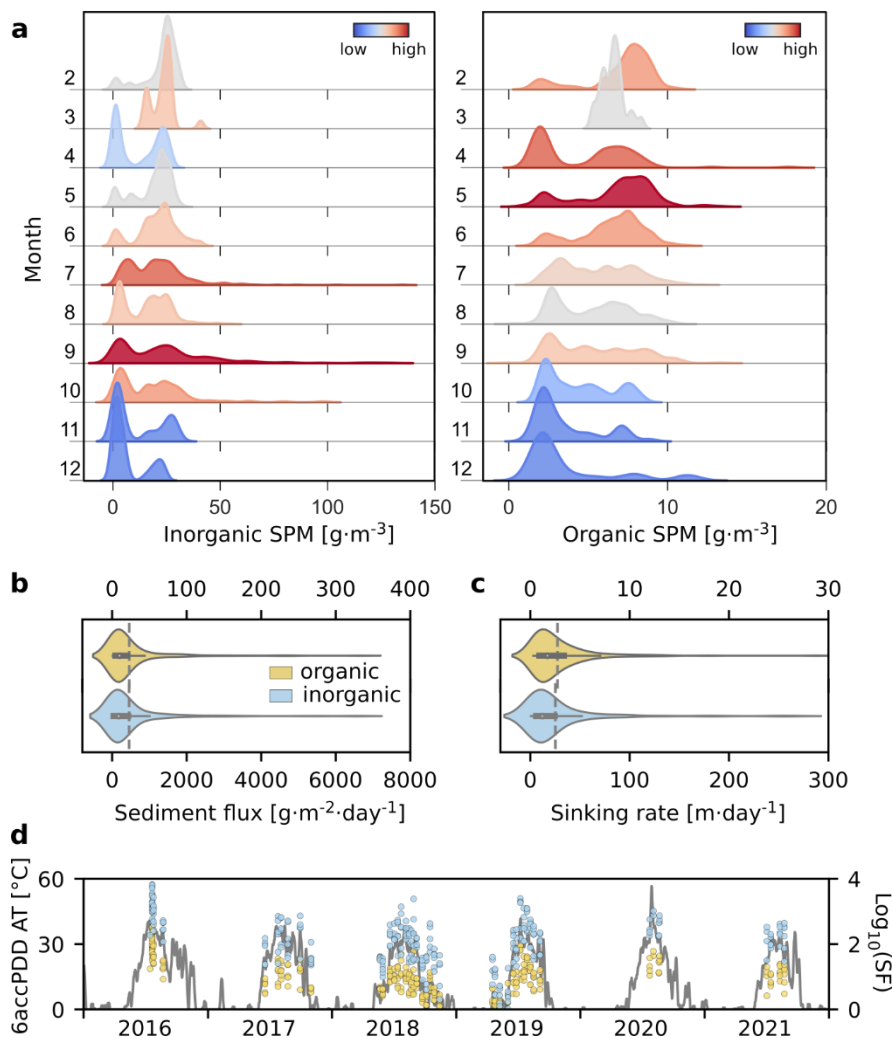 a
low high
low high
Month
2
3
4
5
6
7
8
9
10
11
12
0 50 100 150
Inorganic SPM [g·m⁻³]
2
3
4
5
6
7
8
9
10
11
12
0 10 20
Organic SPM [g·m⁻³]
b
0 100 200 300 400
organic
inorganic
0 2000 4000 6000 8000
Sediment flux [g·m⁻²·day⁻¹]
c
0 10 20 30
0 100 200 300
Sinking rate [m·day⁻¹]
d
6accPDD AT [°C]
60
30
0
4
2
0
Log₁₀(SF)
2016 2017 2018 2019 2020 2021